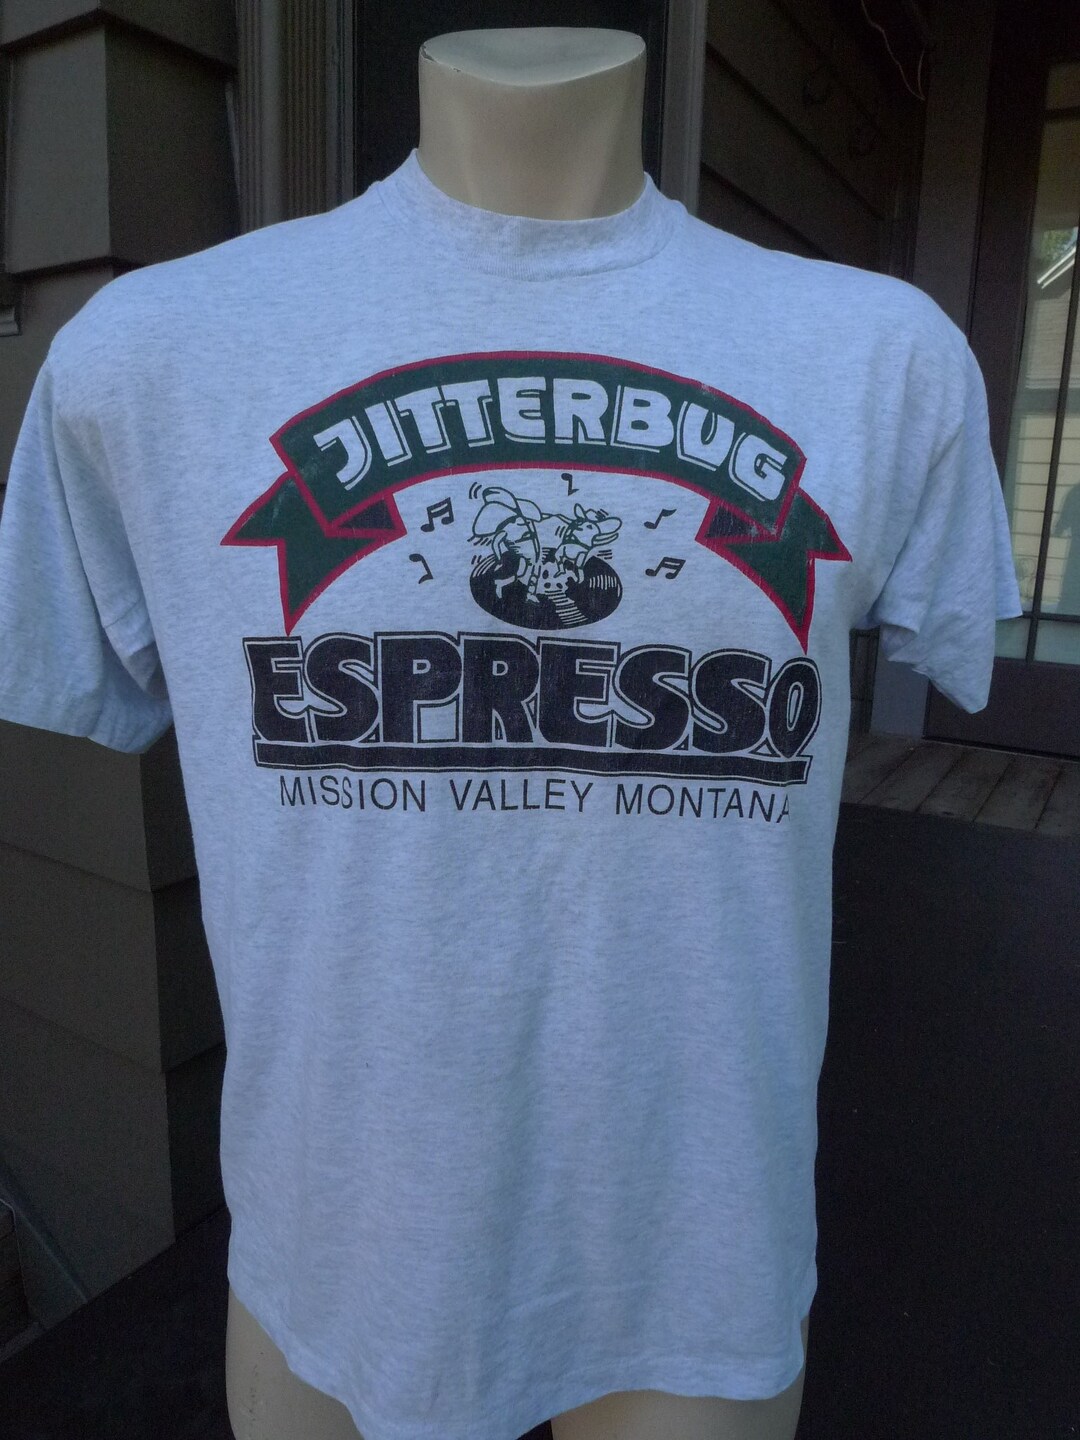 JITTERBUG
ESPRESSO
MISSION VALLEY MONTANA